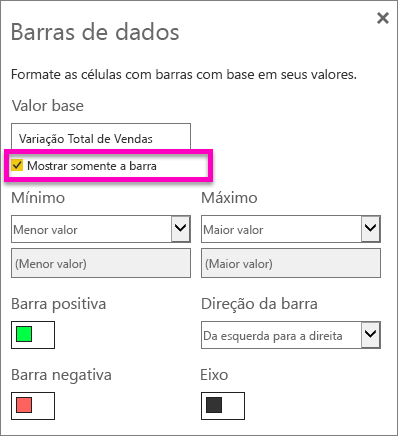 Barras de dados
Formate as células com barras com base em seus valores.
Valor base
Variação Total de Vendas
Mostrar somente a barra
Mínimo
Máximo
Menor valor
Maior valor
(Menor valor)
(Maior valor)
Barra positiva
Direção da barra
Da esquerda para a direita
Barra negativa
Eixo